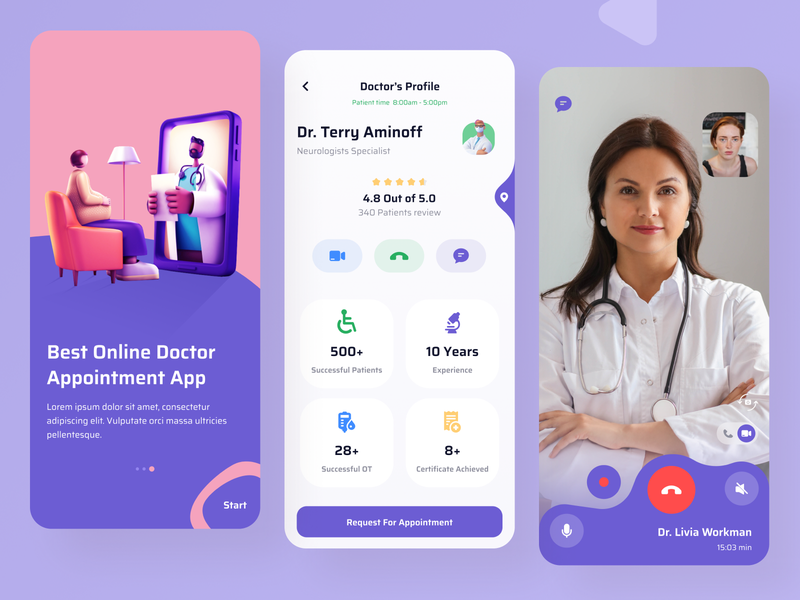 Best Online Doctor
Appointment App
Lorem ipsum dolor sit amet, consectetur
adipiscing elit. Vulputate orci massa ultricies
pellentesque.
Start
Doctor's Profile
Patient time 8:00am - 5:00pm
Dr. Terry Aminoff
Neurologists Specialist
4.8 Out of 5.0
340 Patients review
500+
Successful Patients
10 Years
Experience
28+
Successful OT
8+
Certificate Achieved
Request For Appointment
Dr. Livia Workman
15:03 min